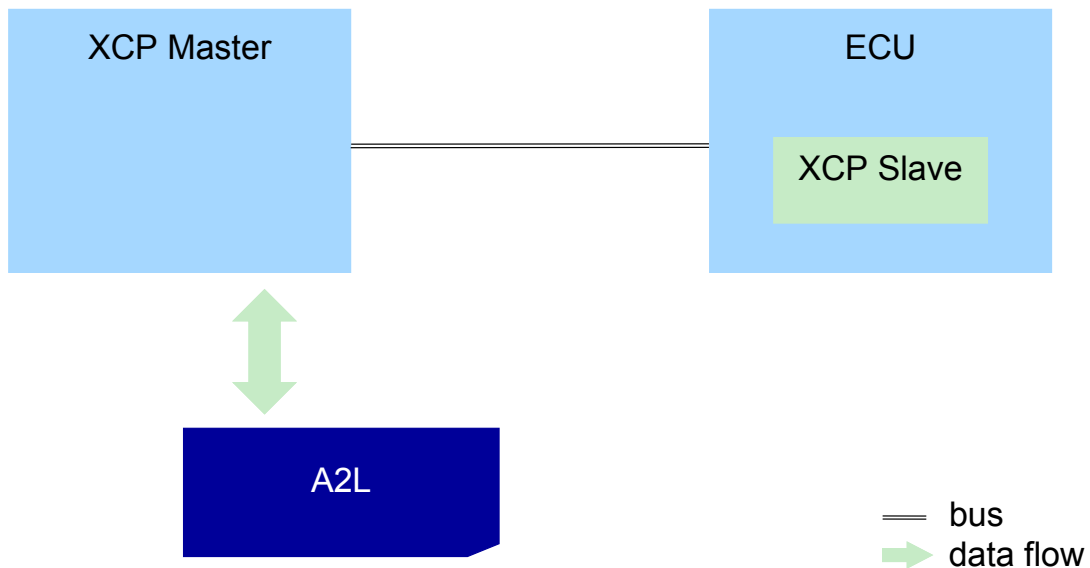 XCP Master
ECU
XCP Slave
A2L
bus
data flow